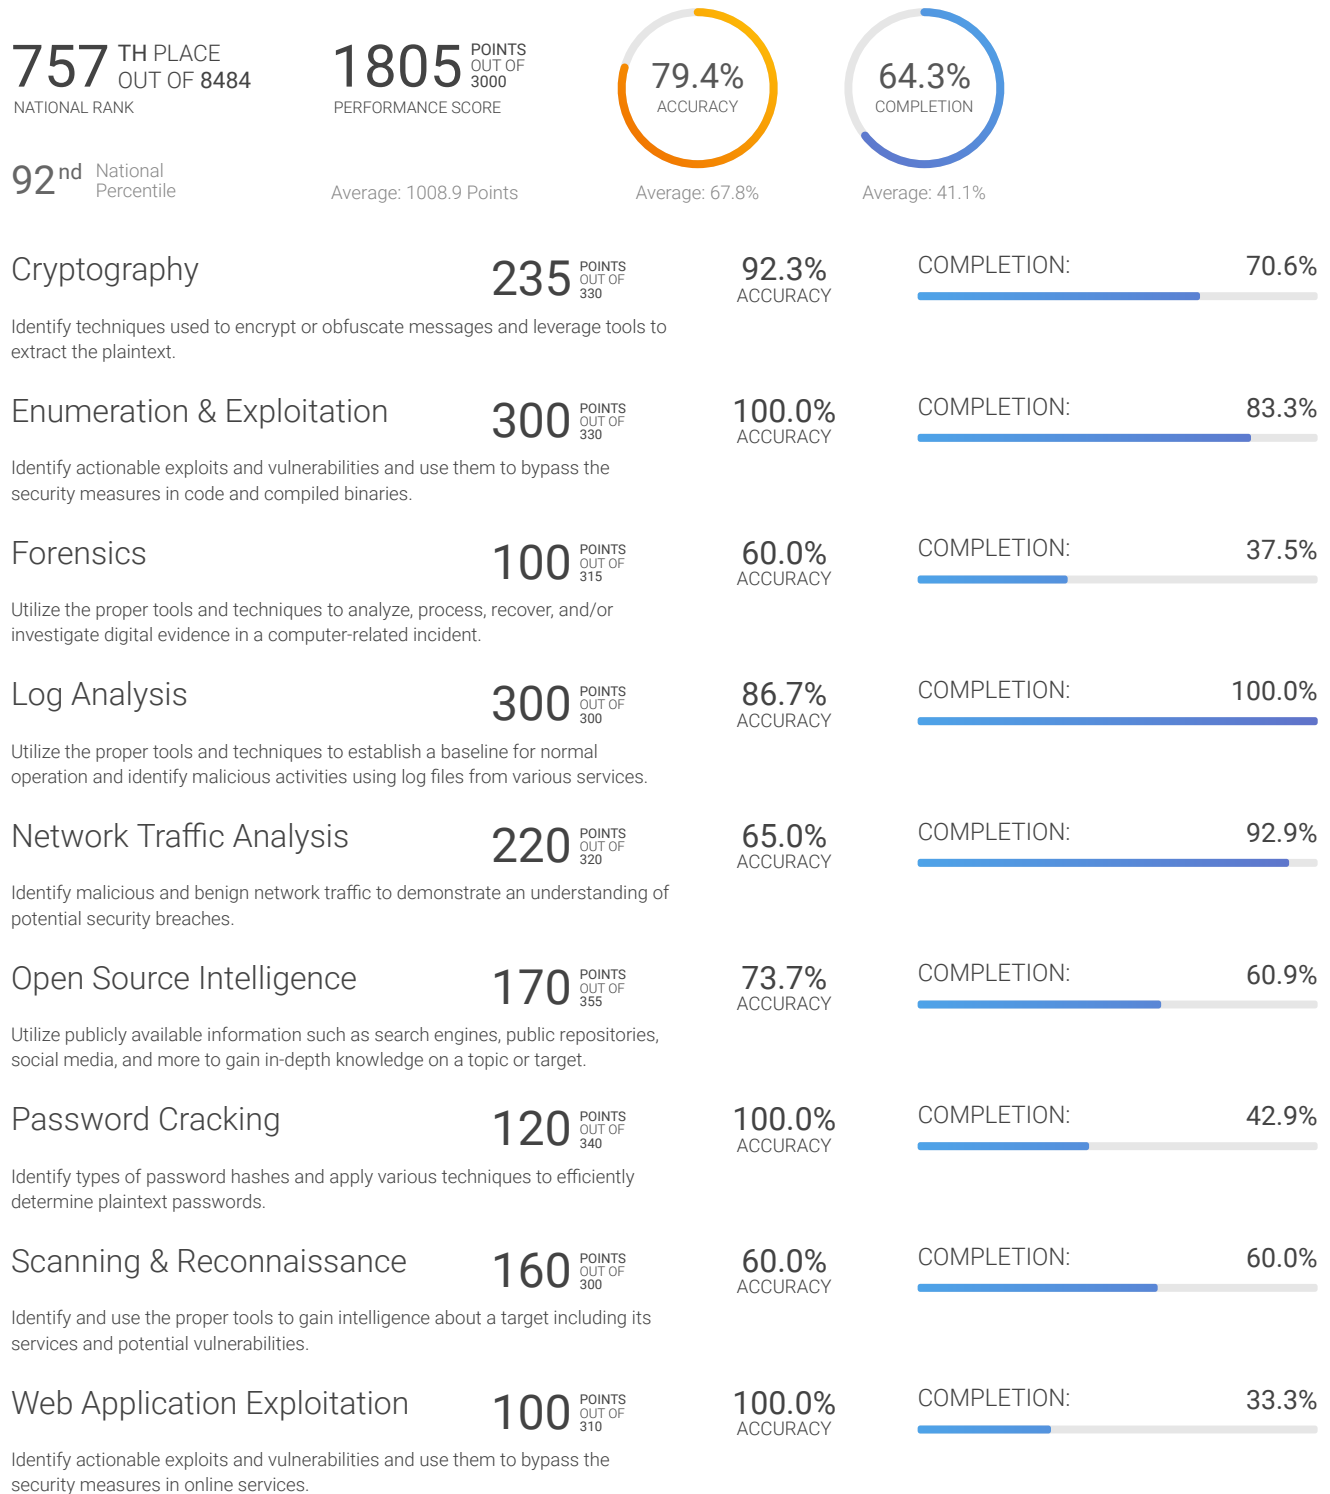 757 TH PLACE
OUT OF 8484
NATIONAL RANK
92nd National
Percentile
1805 POINTS
OUT OF
3000
PERFORMANCE SCORE
Average: 1008.9 Points
79.4%
ACCURACY
Average: 67.8%
64.3%
COMPLETION
Average: 41.1%
Cryptography
235 POINTS
OUT OF
330
92.3%
ACCURACY
COMPLETION: 70.6%
Identify techniques used to encrypt or obfuscate messages and leverage tools to
extract the plaintext.
Enumeration & Exploitation
300 POINTS
OUT OF
330
100.0%
ACCURACY
COMPLETION: 83.3%
Identify actionable exploits and vulnerabilities and use them to bypass the
security measures in code and compiled binaries.
Forensics
100 POINTS
OUT OF
315
60.0%
ACCURACY
COMPLETION: 37.5%
Utilize the proper tools and techniques to analyze, process, recover, and/or
investigate digital evidence in a computer-related incident.
Log Analysis
300 POINTS
OUT OF
300
86.7%
ACCURACY
COMPLETION: 100.0%
Utilize the proper tools and techniques to establish a baseline for normal
operation and identify malicious activities using log files from various services.
Network Traffic Analysis
220 POINTS
OUT OF
320
65.0%
ACCURACY
COMPLETION: 92.9%
Identify malicious and benign network traffic to demonstrate an understanding of
potential security breaches.
Open Source Intelligence
170 POINTS
OUT OF
355
73.7%
ACCURACY
COMPLETION: 60.9%
Utilize publicly available information such as search engines, public repositories,
social media, and more to gain in-depth knowledge on a topic or target.
Password Cracking
120 POINTS
OUT OF
340
100.0%
ACCURACY
COMPLETION: 42.9%
Identify types of password hashes and apply various techniques to efficiently
determine plaintext passwords.
Scanning & Reconnaissance
160 POINTS
OUT OF
300
60.0%
ACCURACY
COMPLETION: 60.0%
Identify and use the proper tools to gain intelligence about a target including its
services and potential vulnerabilities.
Web Application Exploitation
100 POINTS
OUT OF
310
100.0%
ACCURACY
COMPLETION: 33.3%
Identify actionable exploits and vulnerabilities and use them to bypass the
security measures in online services.